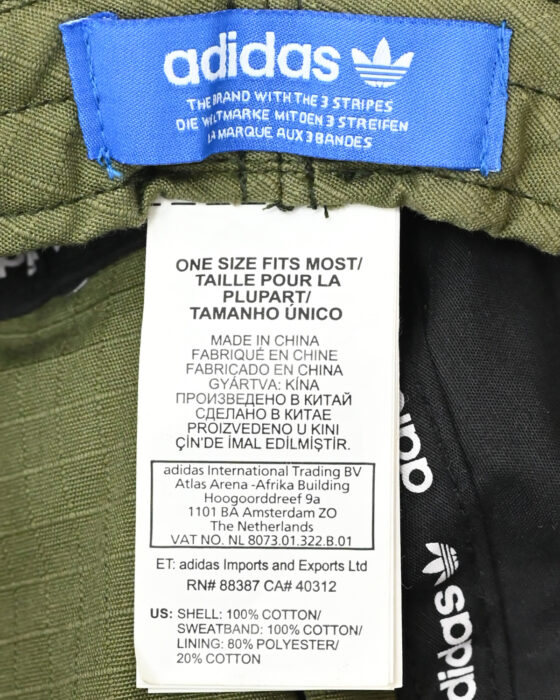 adidas
THE BRAND WITH THE 3 STRIPES
DIE WELTMARKE MIT DEN 3 STREIFEN
LA MARQUE AUX 3 BANDES
ONE SIZE FITS MOST/
TAILLE POUR LA
PLUPART/
TAMANHO ÚNICO
MADE IN CHINA
FABRIQUÉ EN CHINE
FABRICADO EN CHINA
GYÁRTVA: KÍNA
ПРОИЗВЕДЕНО В КИТАЙ
СДЕЛАНО В КИТАЕ
PROIZVEDENO U KINI
ÇİN'DE İMAL EDİLMİŞTİR.
adidas International Trading BV
Atlas Arena -Afrika Building
Hoogoorddreef 9a
1101 BA Amsterdam ZO
The Netherlands
VAT NO. NL 8073.01.322.B.01
ET: adidas Imports and Exports Ltd
RN# 88387 CA# 40312
US: SHELL: 100% COTTON/
SWEATBAND: 100% COTTON/
LINING: 80% POLYESTER/
20% COTTON
adidas